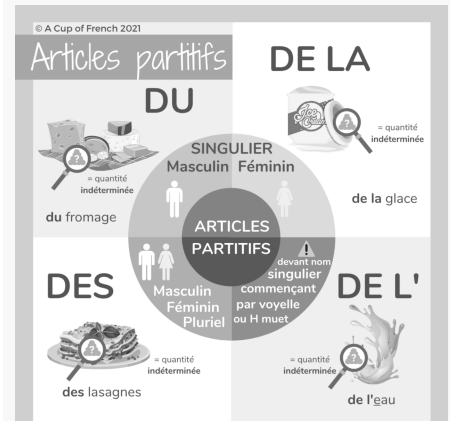 © A Cup of French 2021
Articles partitifs
DU
DE LA
= quantité
indéterminée
du fromage
= quantité
indéterminée
de la glace
SINGULIER
Masculin Féminin
ARTICLES
PARTITIFS
Masculin
Féminin
Pluriel
devant nom
singulier
commençant
par voyelle
ou H muet
DES
= quantité
indéterminée
des lasagnes
DE L'
= quantité
indéterminée
de l'eau